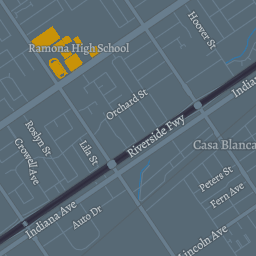 Hoover St
Ramona High School
Indiana
Orchard St
Riverside Fwy
Roslyn St
Crowell Ave
Lila St
Casa Blanca
Peters St
Fern Ave
Indiana Ave
Auto Dr
Lincoln Ave